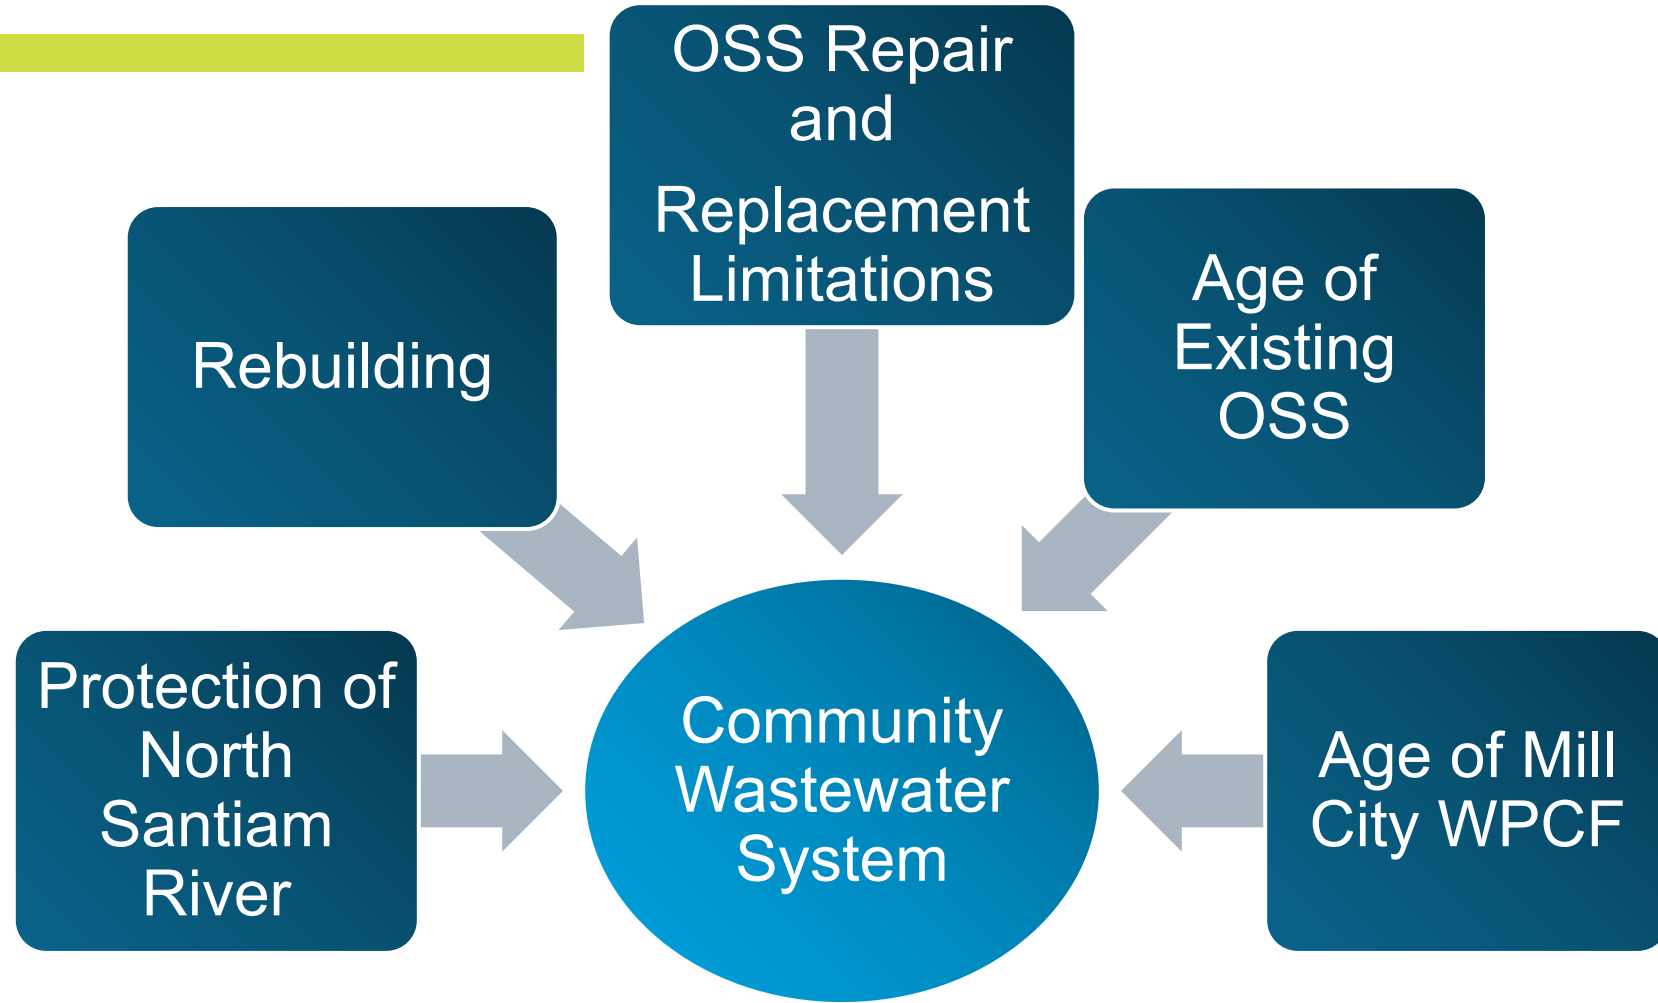 OSS Repair
and
Replacement
Limitations
Rebuilding
Age of
Existing
OSS
Protection of
North
Santiam
River
Community
Wastewater
System
Age of Mill
City WPCF